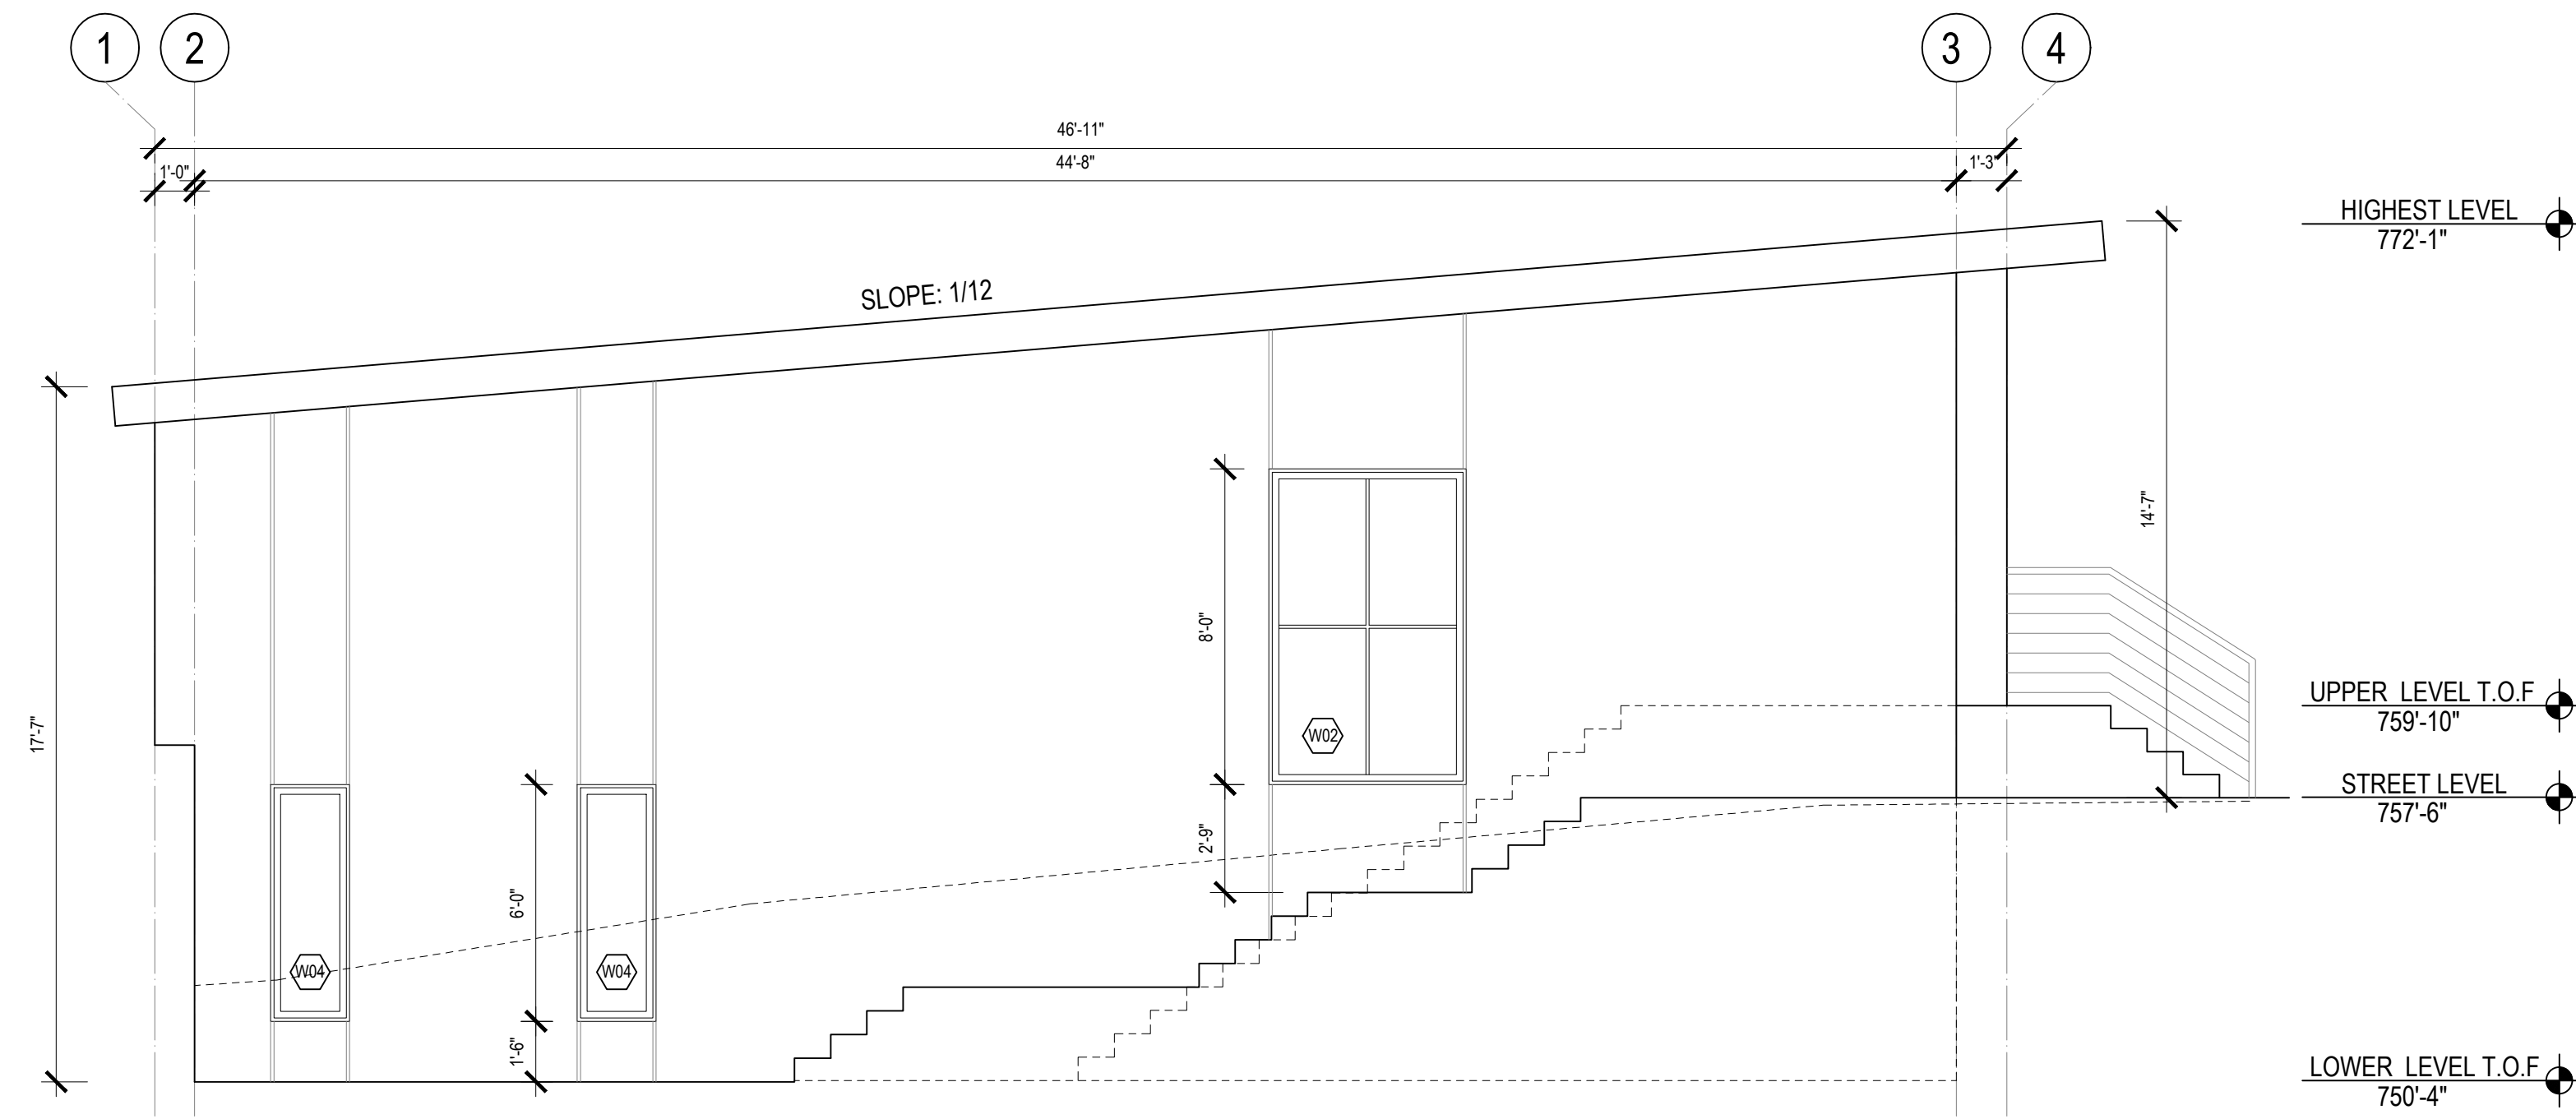 1
2
3
4
46'-11"
44'-8"
1'-0"
1'-3"
HIGHEST LEVEL
772'-1"
SLOPE: 1/12
14'-7"
8'-0"
17'-7"
W02
UPPER LEVEL T.O.F
759'-10"
STREET LEVEL
757'-6"
2'-9"
6'-0"
W04
W04
1'-6"
LOWER LEVEL T.O.F
750'-4"